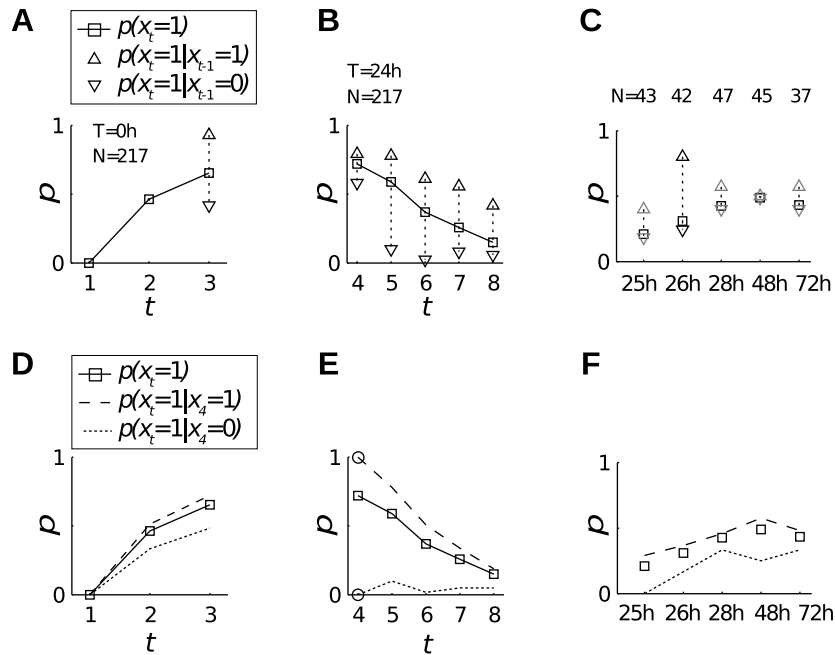 A
p(xt=1)
p(xt=1|xt-1=1)
p(xt=1|xt-1=0)
1
T=0h
N=217
p
0
1 2 3
t
B
T=24h
N=217
1
p
0
4 5 6 7 8
t
C
N=43 42 47 45 37
1
p
0
25h 26h 28h 48h 72h
D
p(xt=1)
p(xt=1|x4=1)
p(xt=1|x4=0)
1
p
0
1 2 3
t
E
1
p
0
4 5 6 7 8
t
F
1
p
0
25h 26h 28h 48h 72h